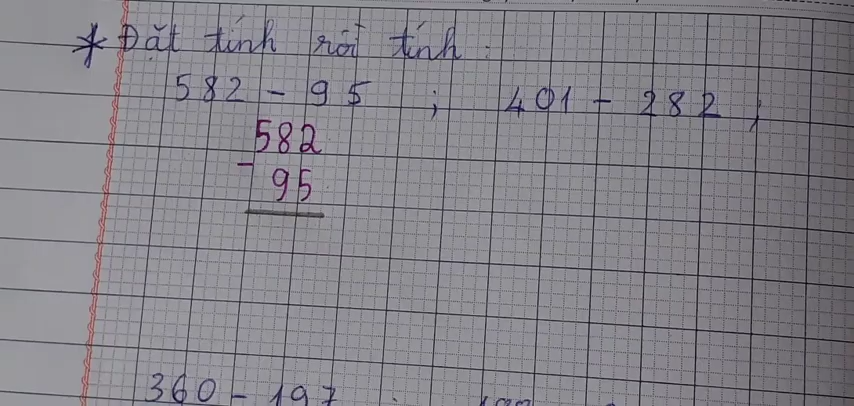 * Đặt tính rồi tính :
582 - 95 ; 401 - 282 ;
582
-
95
360 - 197 ;